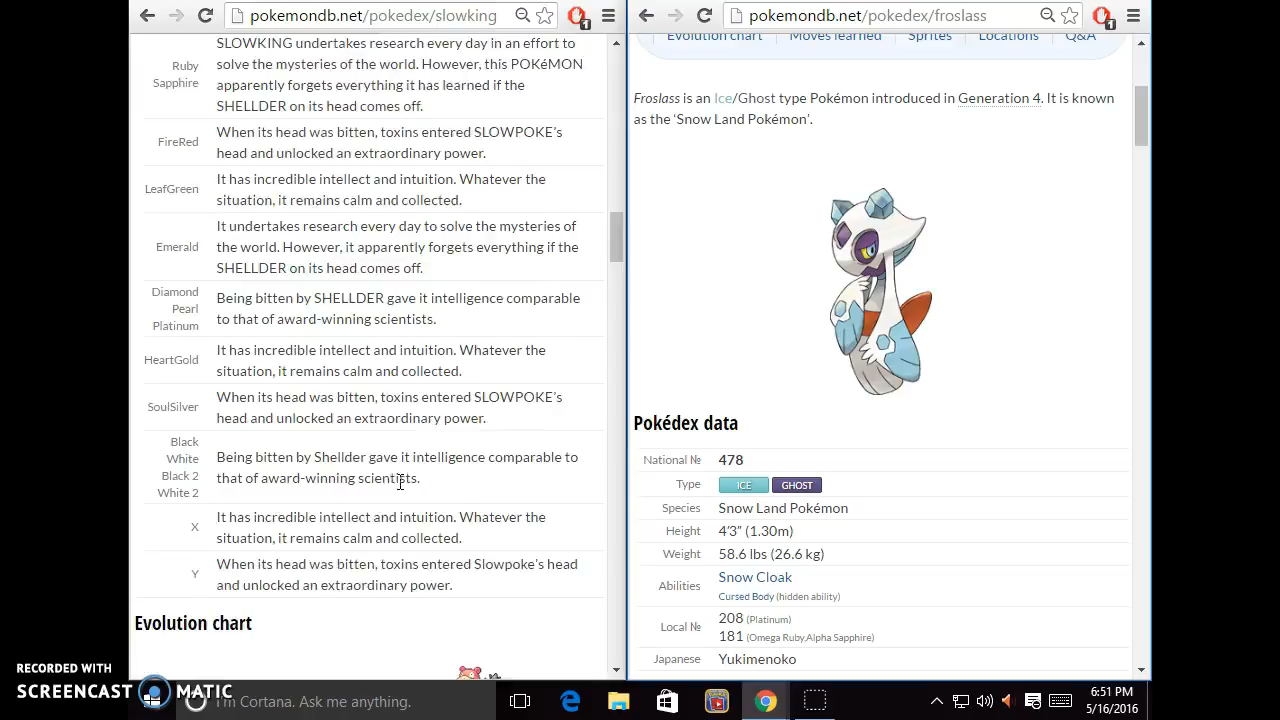 pokemondb.net/pokedex/slowking
1
Ruby
Sapphire
SLOWKING undertakes research every day in an effort to
solve the mysteries of the world. However, this POKéMON
apparently forgets everything it has learned if the
SHELLDER on its head comes off.
FireRed
When its head was bitten, toxins entered SLOWPOKE's
head and unlocked an extraordinary power.
LeafGreen
It has incredible intellect and intuition. Whatever the
situation, it remains calm and collected.
Emerald
It undertakes research every day to solve the mysteries of
the world. However, it apparently forgets everything if the
SHELLDER on its head comes off.
Diamond
Pearl
Platinum
Being bitten by SHELLDER gave it intelligence comparable
to that of award-winning scientists.
HeartGold
It has incredible intellect and intuition. Whatever the
situation, it remains calm and collected.
SoulSilver
When its head was bitten, toxins entered SLOWPOKE's
head and unlocked an extraordinary power.
Black
White
Black 2
White 2
Being bitten by Shellder gave it intelligence comparable to
that of award-winning scientists.
X
It has incredible intellect and intuition. Whatever the
situation, it remains calm and collected.
Y
When its head was bitten, toxins entered Slowpoke's head
and unlocked an extraordinary power.
Evolution chart
pokemondb.net/pokedex/froslass
1
Evolution chart Moves learned Sprites Locations Q&A
Froslass is an Ice/Ghost type Pokémon introduced in Generation 4. It is known
as the ‘Snow Land Pokémon’.
Pokédex data
National № 478
Type ICE GHOST
Species Snow Land Pokémon
Height 4′3″ (1.30m)
Weight 58.6 lbs (26.6 kg)
Abilities Snow Cloak
Cursed Body (hidden ability)
Local № 208 (Platinum)
181 (Omega Ruby,Alpha Sapphire)
Japanese Yukimenoko
RECORDED WITH
SCREENCAST MATIC
I'm Cortana. Ask me anything.
6:51 PM
5/16/2016